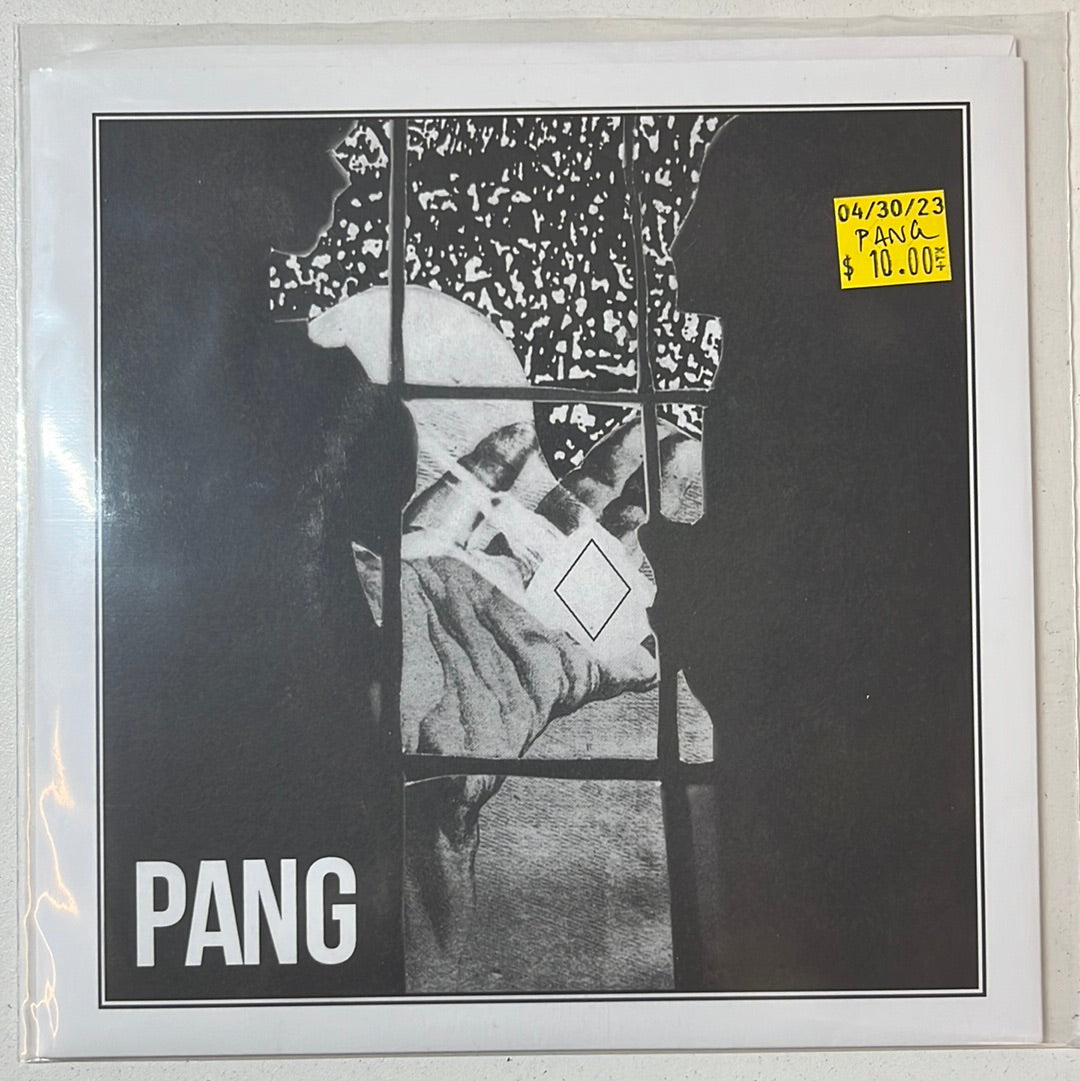 04/30/23
PANG
$ 10.00+TX
PANG